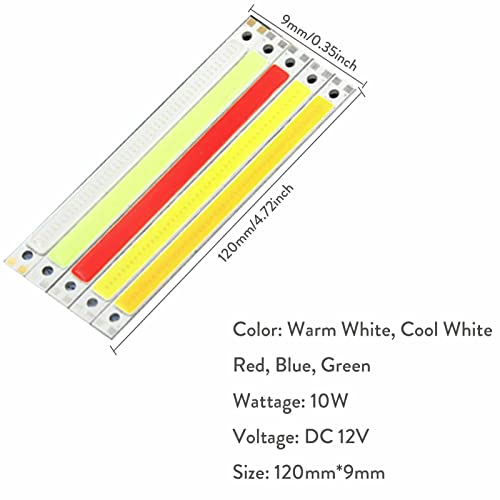 9mm/0.35inch
120mm/4.72inch
Color: Warm White, Cool White
Red, Blue, Green
Wattage: 10W
Voltage: DC 12V
Size: 120mm*9mm